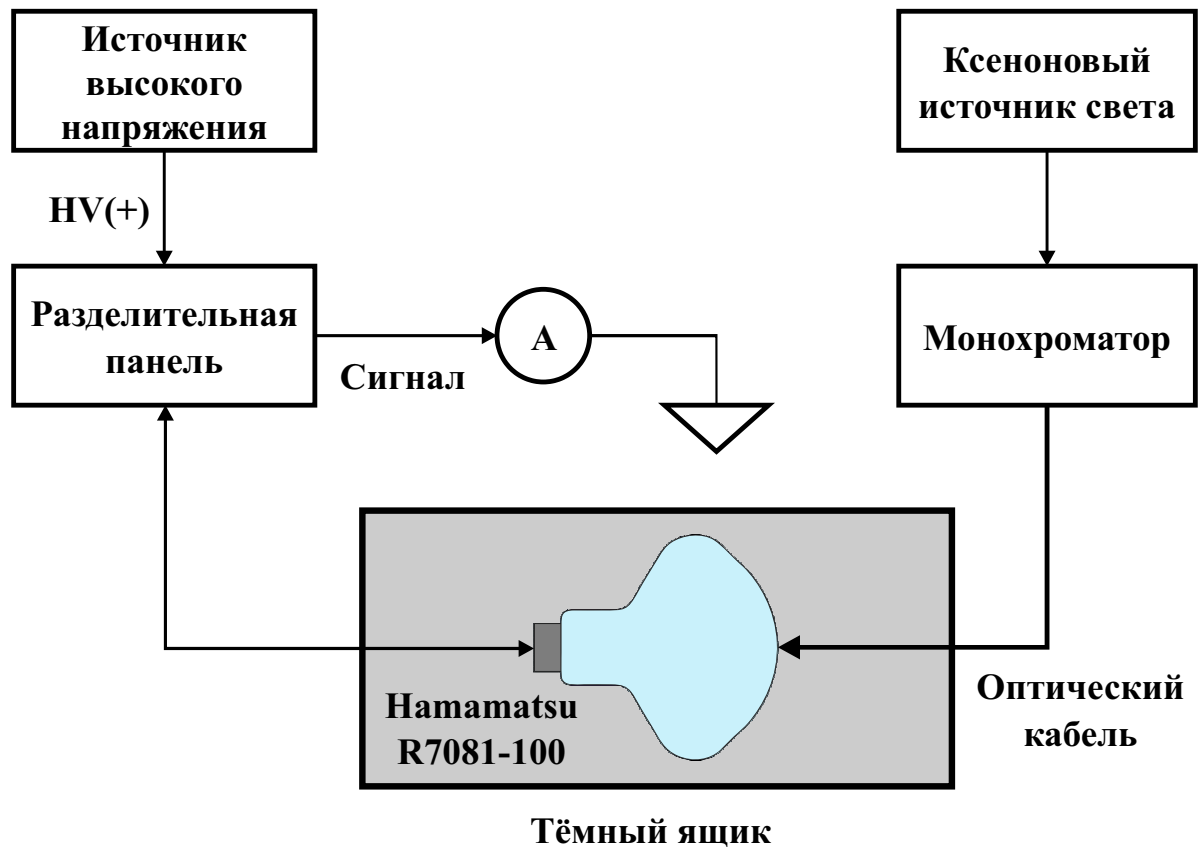 Источник
высокого
напряжения
Ксеноновый
источник света
HV(+)
Разделительная
панель
Сигнал
А
Монохроматор
Hamamatsu
R7081-100
Оптический
кабель
Тёмный ящик